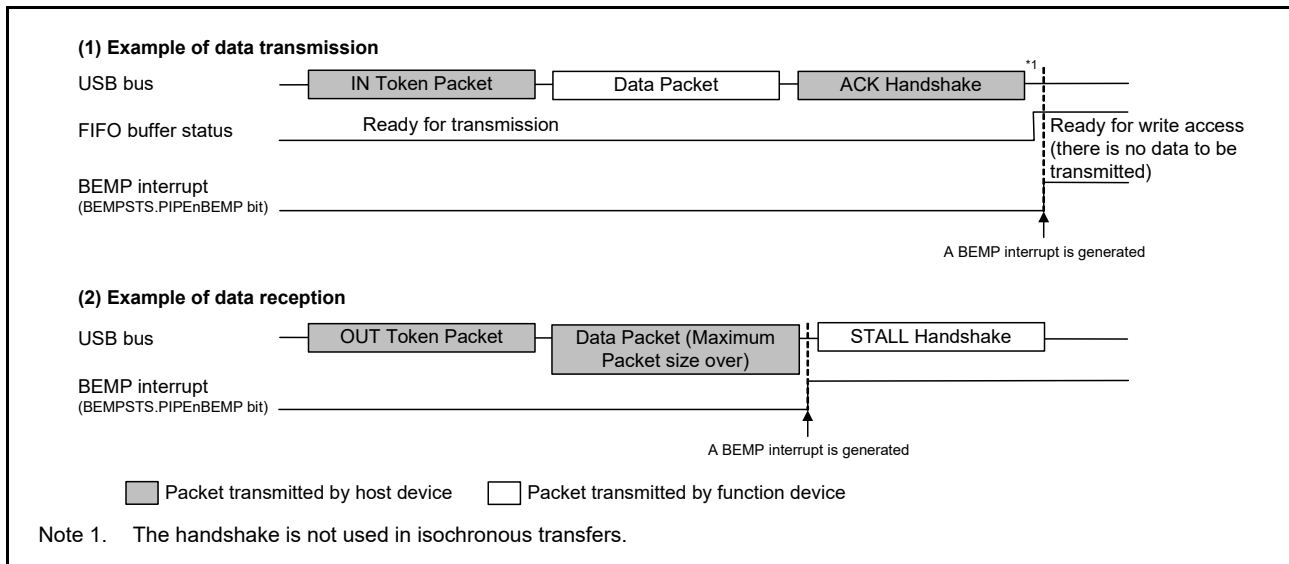 (1) Example of data transmission
USB bus
IN Token Packet
Data Packet
ACK Handshake
*1
FIFO buffer status
Ready for transmission
Ready for write access
(there is no data to be
transmitted)
BEMP interrupt
(BEMPSTS.PIPEnBEMP bit)
A BEMP interrupt is generated
(2) Example of data reception
USB bus
OUT Token Packet
Data Packet (Maximum
Packet size over)
STALL Handshake
BEMP interrupt
(BEMPSTS.PIPEnBEMP bit)
A BEMP interrupt is generated
Packet transmitted by host device
Packet transmitted by function device
Note 1. The handshake is not used in isochronous transfers.